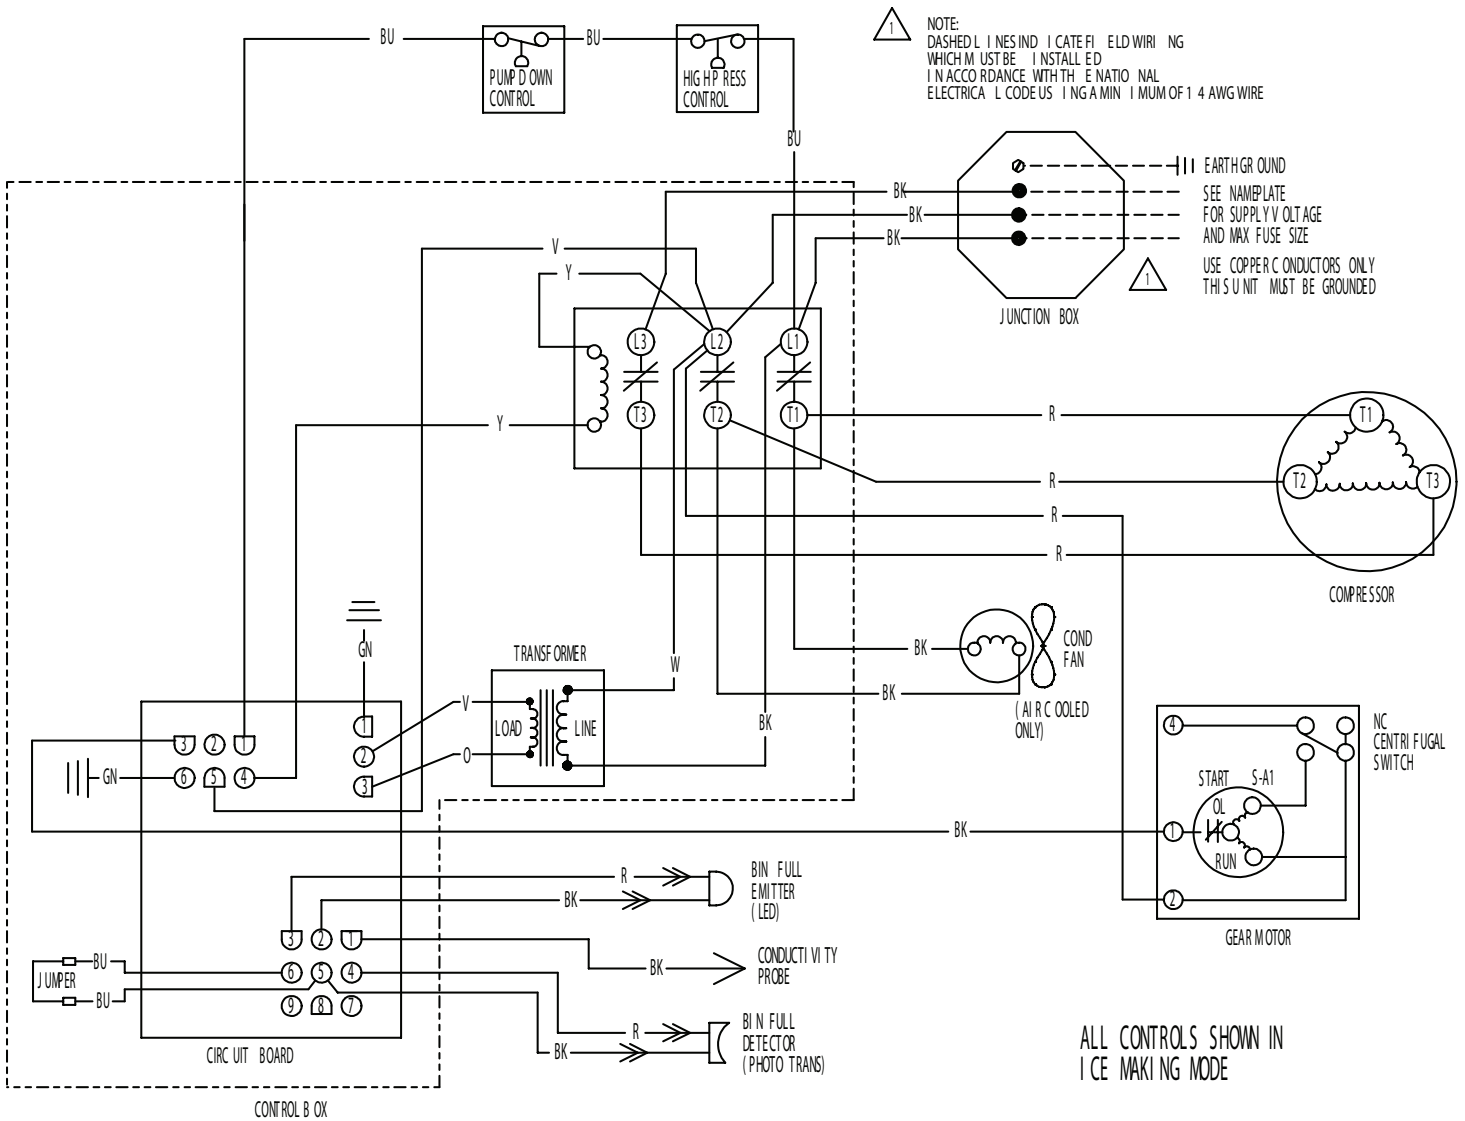 BU
BU
PUMP DOWN
CONTROL
HIGH PRESS
CONTROL
BU
1
NOTE:
DASHED LINES INDICATE FIELD WIRING
WHICH MUST BE INSTALLED
IN ACCORDANCE WITH THE NATIONAL
ELECTRICAL CODE USING A MINIMUM OF 14 AWG WIRE
EARTH GROUND
BK
SEE NAMEPLATE
BK
FOR SUPPLY VOLTAGE
BK
AND MAX FUSE SIZE
1
USE COPPER CONDUCTORS ONLY
THIS UNIT MUST BE GROUNDED
JUNCTION BOX
V
Y
L3
L2
L1
T3
T2
T1
Y
R
R
R
R
T1
T2
T3
COMPRESSOR
GN
TRANSFORMER
W
BK
COND
FAN
BK
(AIR COOLED
ONLY)
V
LOAD
LINE
BK
O
1
2
3
3
2
1
6
5
4
GN
4
NC
CENTRIFUGAL
SWITCH
START
S-A1
OL
RUN
1
2
BK
GEAR MOTOR
R
BIN FULL
EMITTER
(LED)
BK
3
2
1
6
5
4
9
8
7
BU
JUMPER
BU
BK
CONDUCTIVITY
PROBE
R
BK
BIN FULL
DETECTOR
(PHOTO TRANS)
CIRCUIT BOARD
CONTROL BOX
ALL CONTROLS SHOWN IN
ICE MAKING MODE